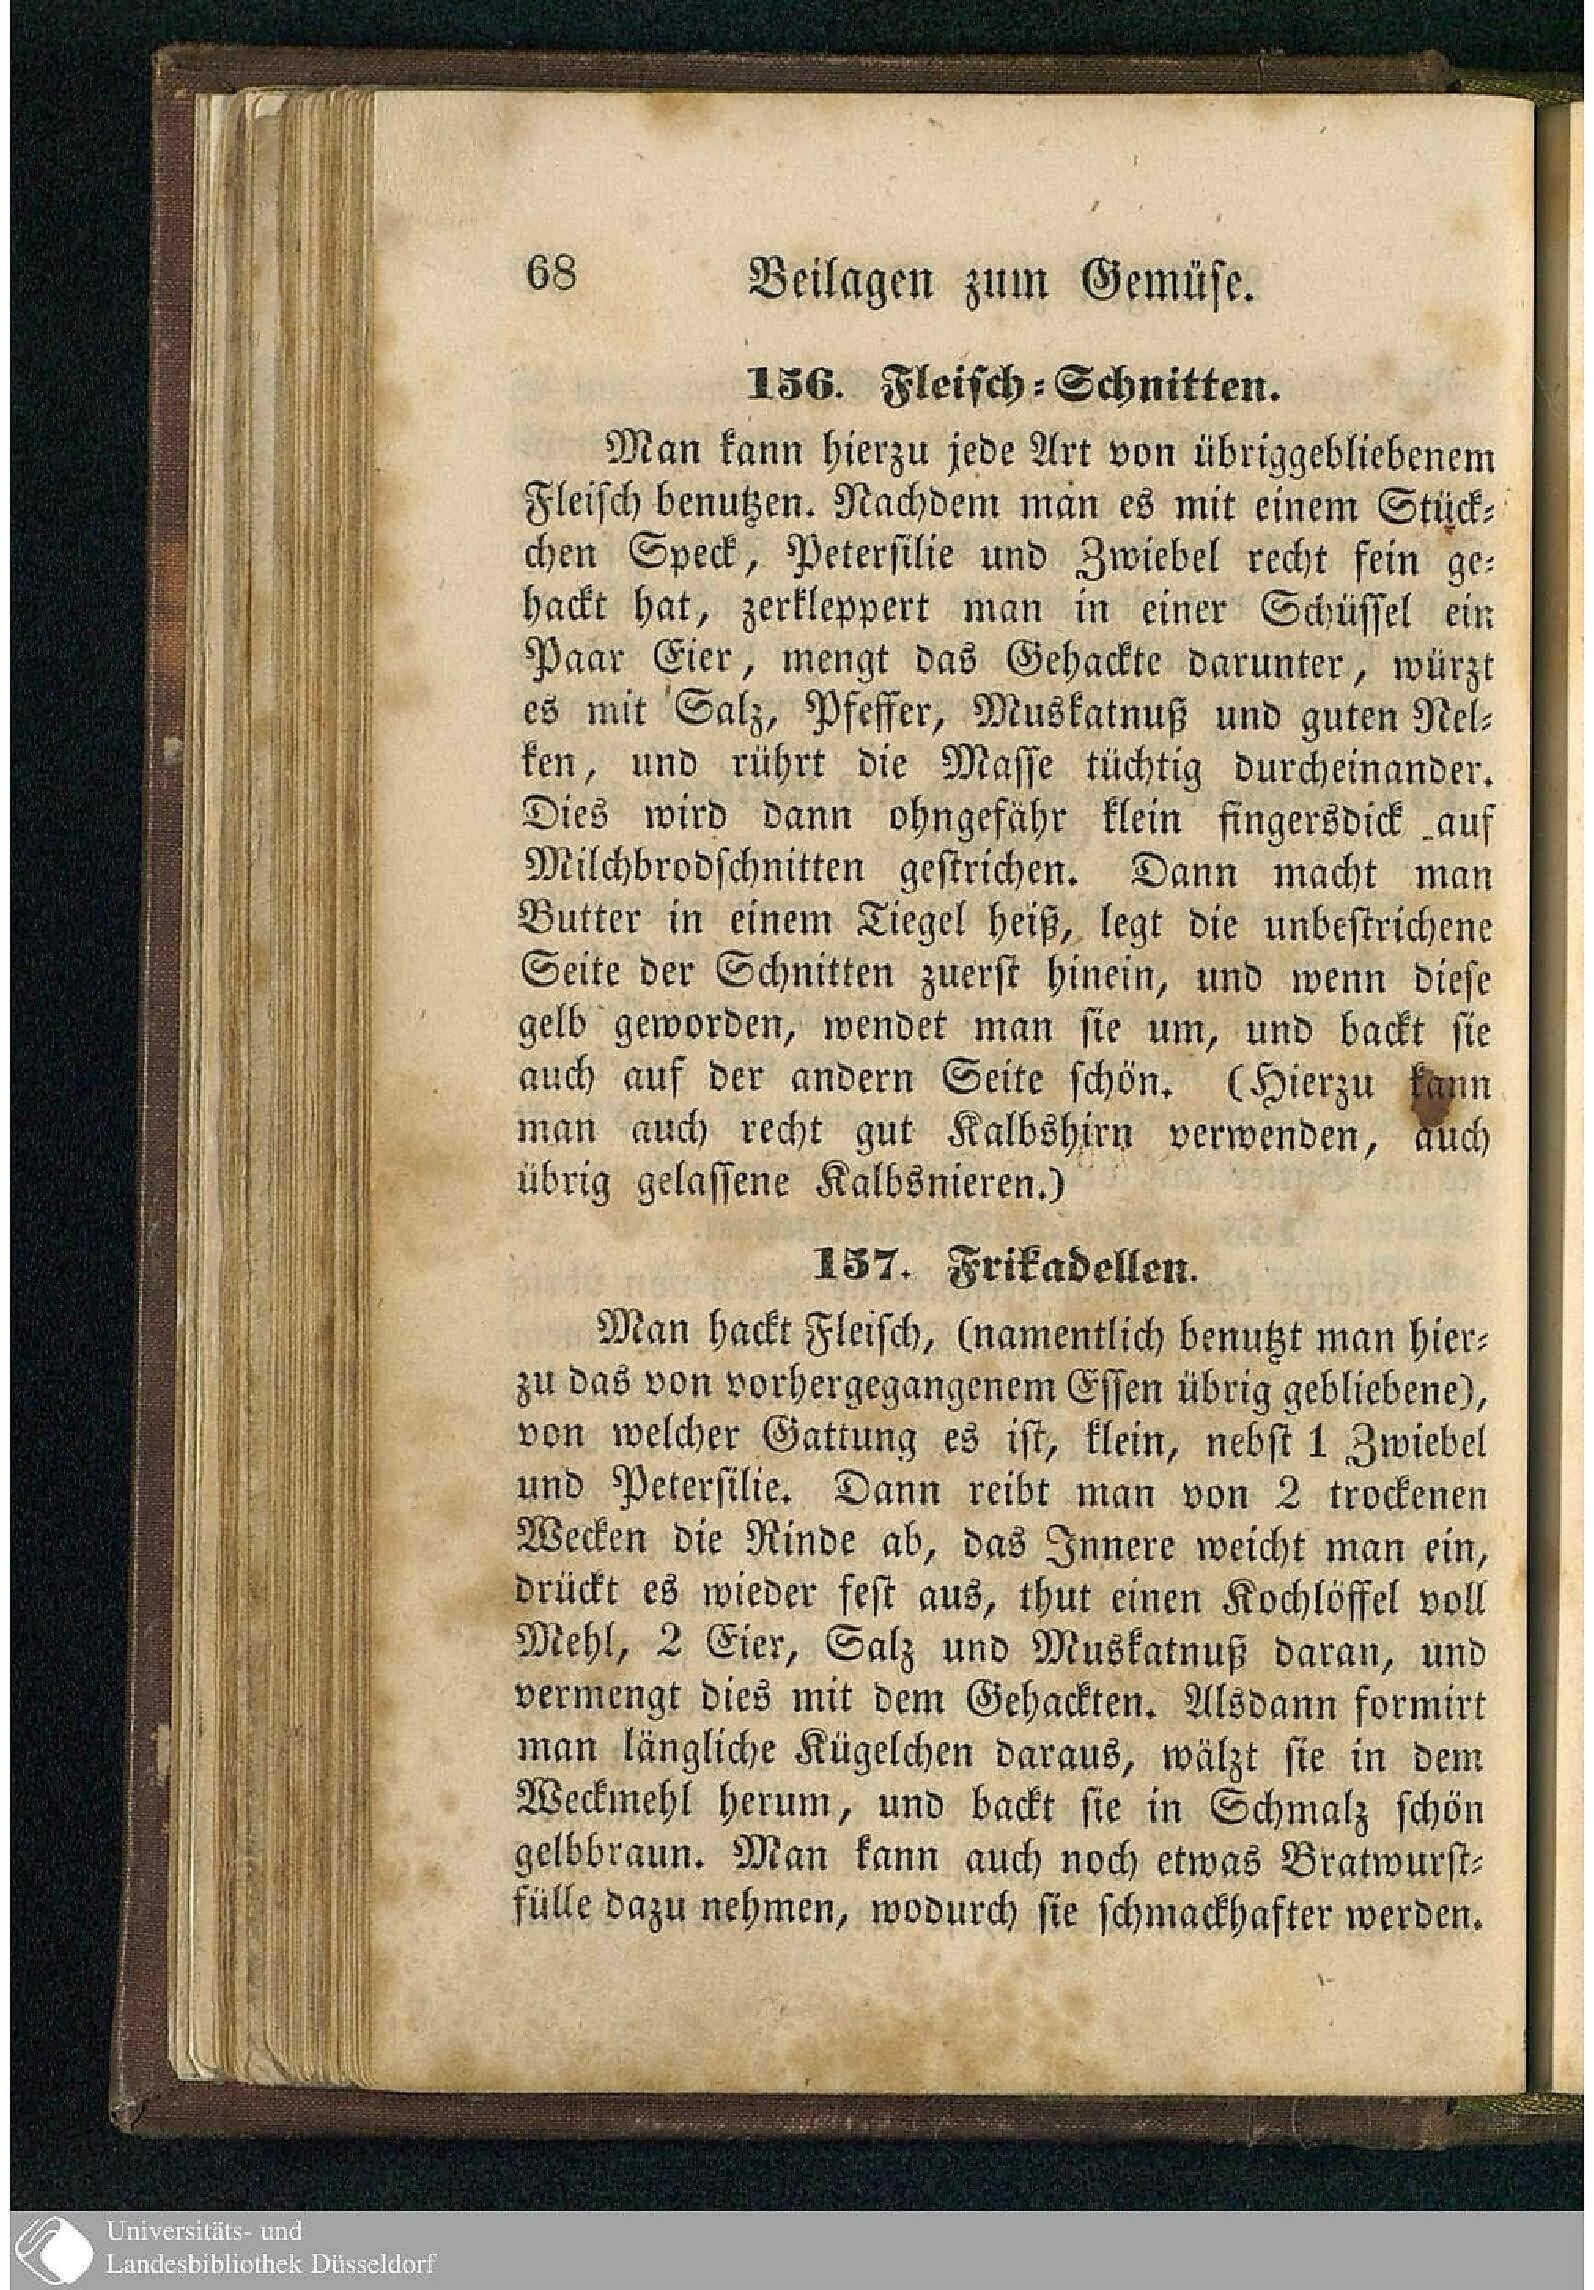 68 Beilagen zum Gemüse.
156. Fleisch-Schnitten.
Man kann hierzu jede Art von übriggebliebenem
Fleisch benutzen. Nachdem man es mit einem Stück-
chen Speck, Petersilie und Zwiebel recht fein ge-
hackt hat, zerkleppert man in einer Schüssel ein
Paar Eier, mengt das Gehackte darunter, würzt
es mit Salz, Pfeffer, Muskatnuß und guten Nel-
ken, und rührt die Masse tüchtig durcheinander.
Dies wird dann ohngefähr klein fingersdick auf
Milchbrodschnitten gestrichen. Dann macht man
Butter in einem Tiegel heiß, legt die unbestrichene
Seite der Schnitten zuerst hinein, und wenn diese
gelb geworden, wendet man sie um, und backt sie
auch auf der andern Seite schön. (Hierzu kann
man auch recht gut Kalbshirn verwenden, auch
übrig gelassene Kalbsnieren.)
157. Frikadellen.
Man hackt Fleisch, (namentlich benutzt man hier-
zu das von vorhergegangenem Essen übrig gebliebene),
von welcher Gattung es ist, klein, nebst 1 Zwiebel
und Petersilie. Dann reibt man von 2 trockenen
Wecken die Rinde ab, das Innere weicht man ein,
drückt es wieder fest aus, thut einen Kochlöffel voll
Mehl, 2 Eier, Salz und Muskatnuß daran, und
vermengt dies mit dem Gehackten. Alsdann formirt
man längliche Kügelchen daraus, wälzt sie in dem
Weckmehl herum, und backt sie in Schmalz schön
gelbbraun. Man kann auch noch etwas Bratwurst-
fülle dazu nehmen, wodurch sie schmackhafter werden.
Universitäts- und
Landesbibliothek Düsseldorf